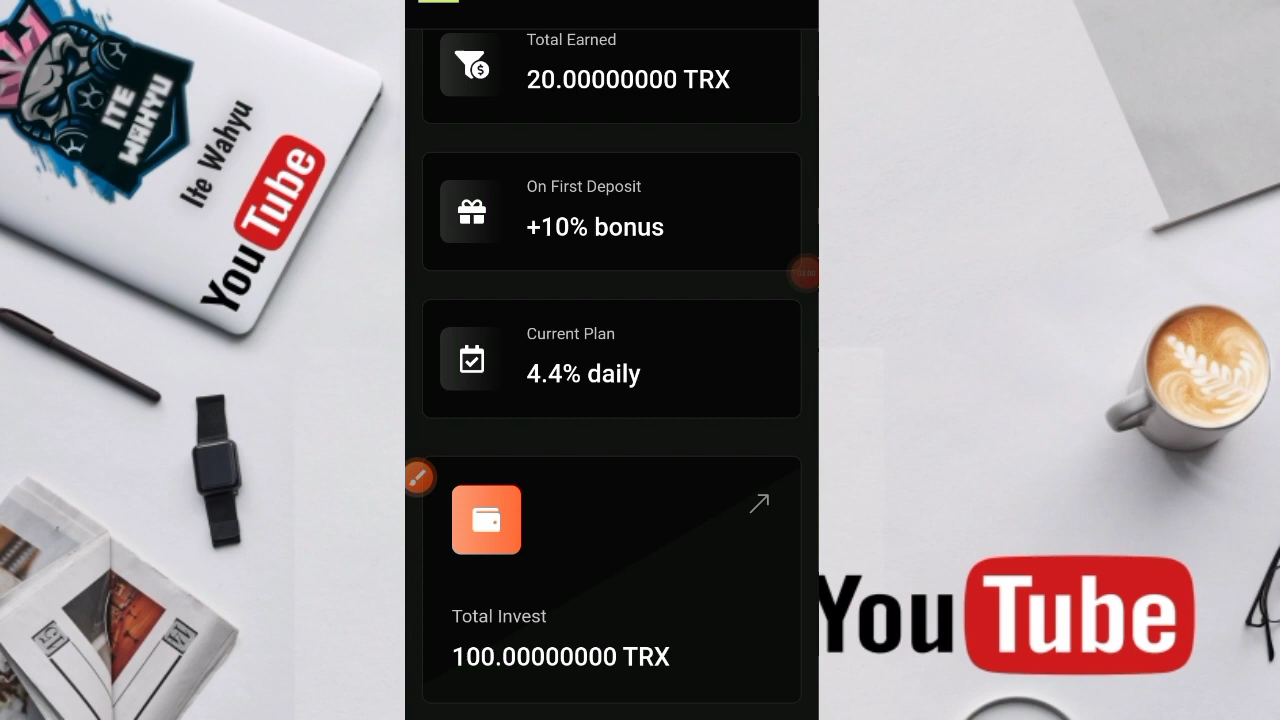 ITE
WAHYU
Ite Wahyu
YouTube
Total Earned
20.00000000 TRX
On First Deposit
+10% bonus
Current Plan
4.4% daily
Total Invest
100.00000000 TRX
YouTube